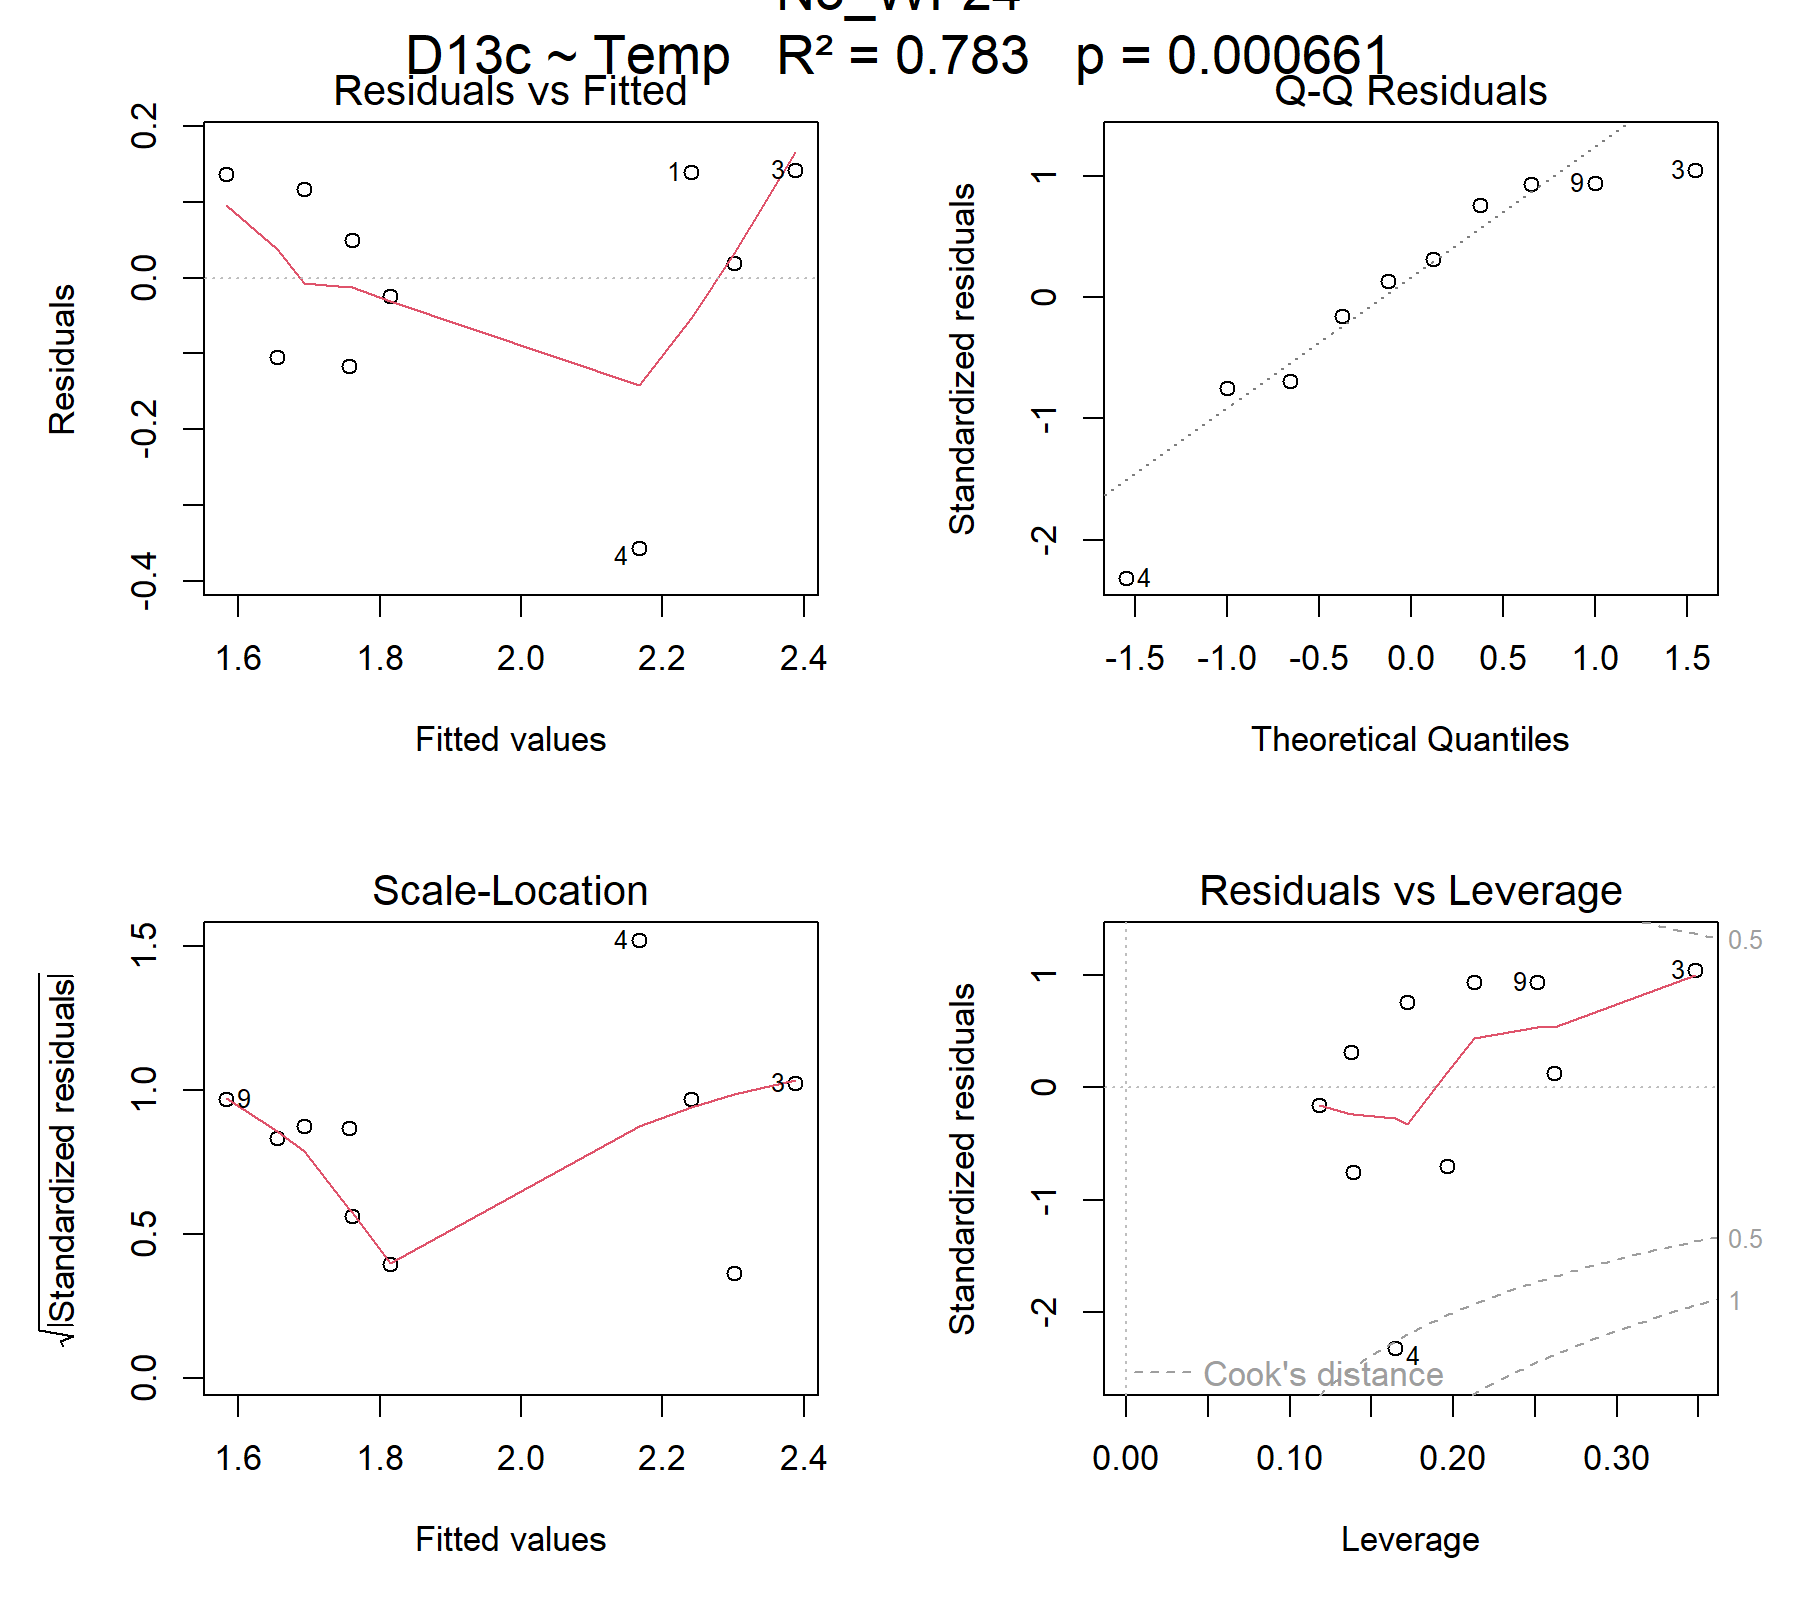 D13c ~ Temp R² = 0.783 p = 0.000661
Residuals vs Fitted
0.2
0.0
-0.2
-0.4
Residuals
1
3
4
1.6 1.8 2.0 2.2 2.4
Fitted values
Q-Q Residuals
1
0
-1
-2
Standardized residuals
9
3
4
-1.5 -1.0 -0.5 0.0 0.5 1.0 1.5
Theoretical Quantiles
Scale-Location
1.5
1.0
0.5
0.0
√|Standardized residuals|
4
9
3
1.6 1.8 2.0 2.2 2.4
Fitted values
Residuals vs Leverage
1
0
-1
-2
Standardized residuals
9
3
4
0.5
0.5
1
Cook's distance
0.00 0.10 0.20 0.30
Leverage